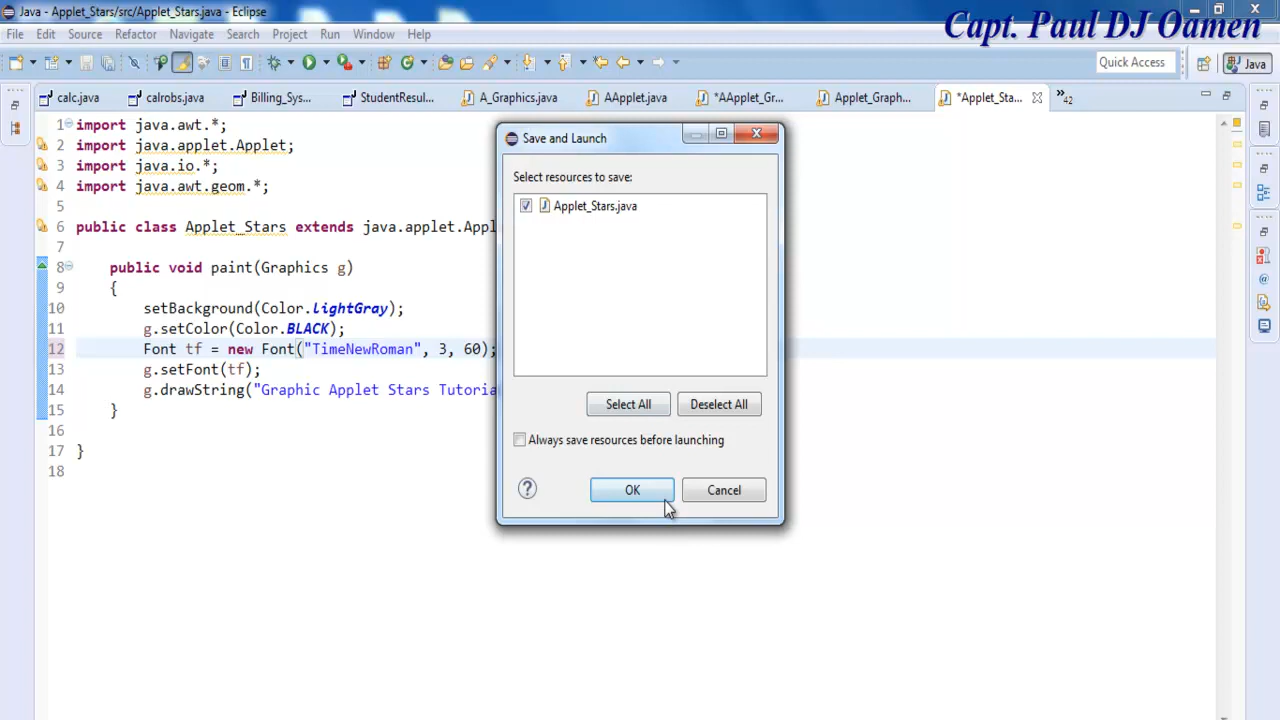 Java - Applet_Stars/src/Applet_Stars.java - Eclipse
Capt. Paul DJ Oamen
File Edit Source Refactor Navigate Search Project Run Window Help
Quick Access
Java
calc.java calrobs.java Billing_Sys... StudentResul... A_Graphics.java AApplet.java *AApplet_Gr... Applet_Graph... *Applet_Sta... »42
1 import java.awt.*;
2 import java.applet.Applet;
3 import java.io.*;
4 import java.awt.geom.*;
5
6 public class Applet_Stars extends java.applet.Appl
7
8 public void paint(Graphics g)
9 {
10 setBackground(Color.lightGray);
11 g.setColor(Color.BLACK);
12 Font tf = new Font("TimeNewRoman", 3, 60);
13 g.setFont(tf);
14 g.drawString("Graphic Applet Stars Tutoria
15 }
16
17 }
18
Save and Launch
Select resources to save:
Applet_Stars.java
Select All Deselect All
Always save resources before launching
? OK Cancel